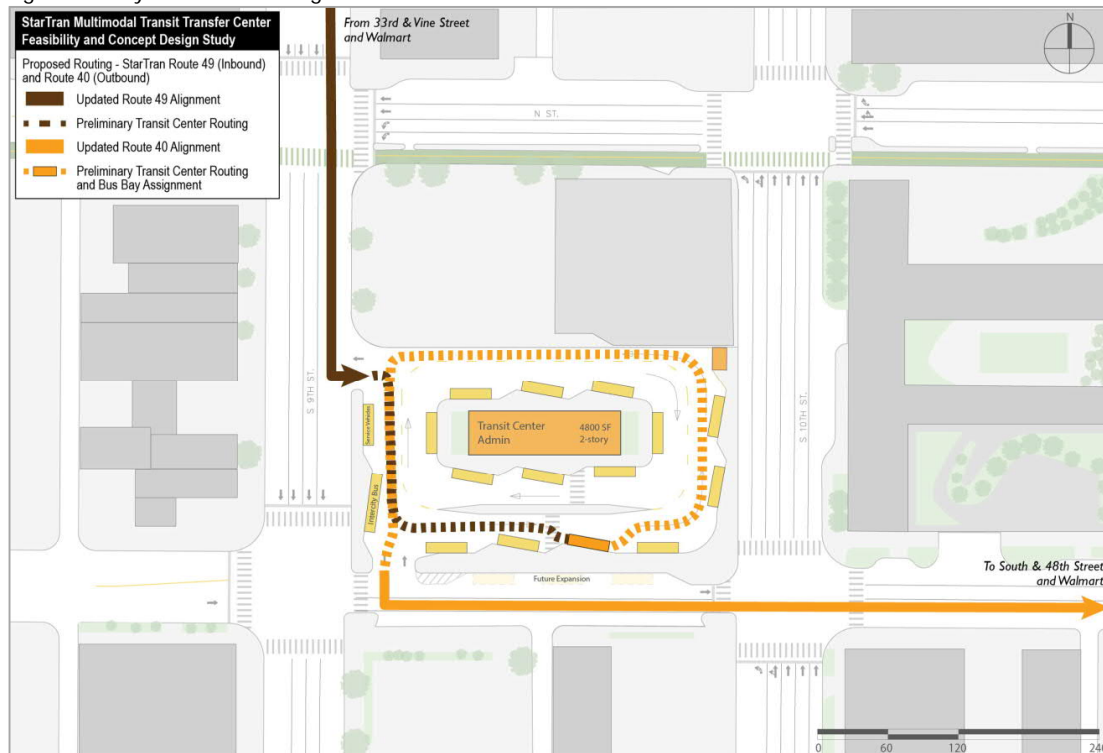 StarTran Multimodal Transit Transfer Center
Feasibility and Concept Design Study
Proposed Routing - StarTran Route 49 (Inbound)
and Route 40 (Outbound)
Updated Route 49 Alignment
Preliminary Transit Center Routing
Updated Route 40 Alignment
Preliminary Transit Center Routing
and Bus Bay Assignment
From 33rd & Vine Street
and Walmart
N
N ST.
S 9TH ST.
S 10TH ST.
Service Vehicles
Intercity Bus
Transit Center
Admin
4800 SF
2-story
Future Expansion
To South & 48th Street
and Walmart
0 60 120 240